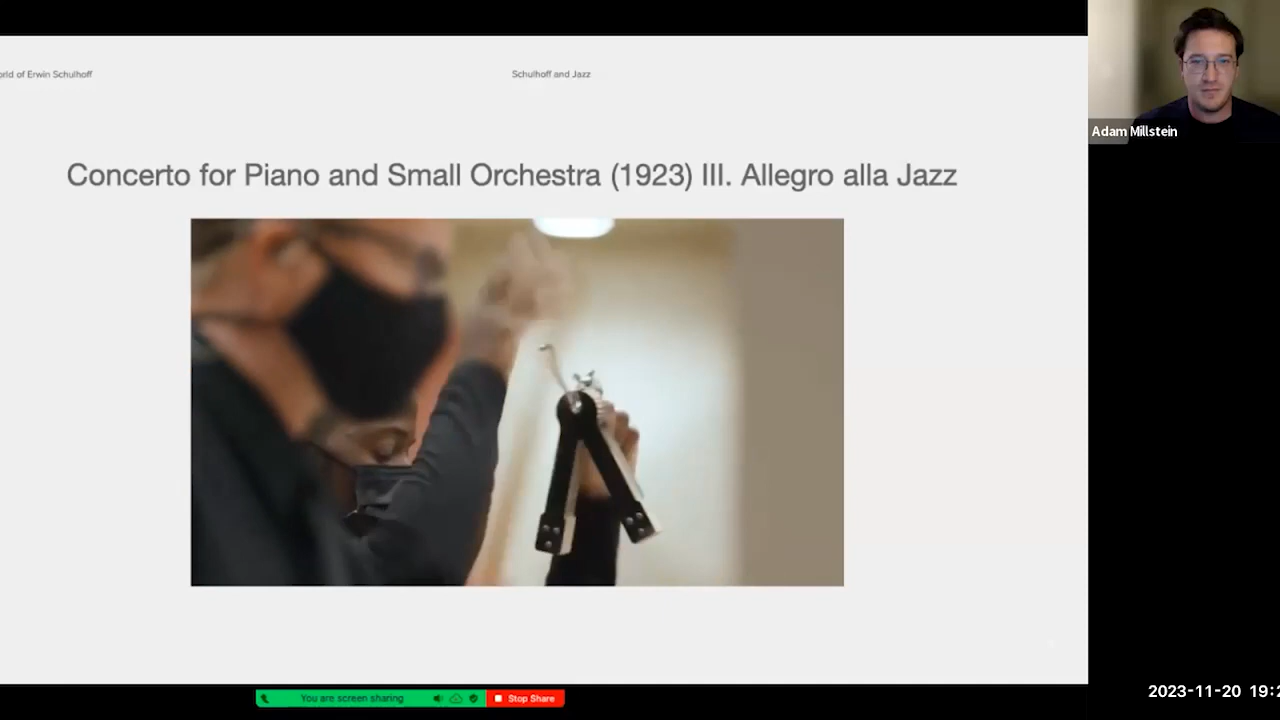 orld of Erwin Schulhoff
Schulhoff and Jazz
Adam Millstein
Concerto for Piano and Small Orchestra (1923) III. Allegro alla Jazz
You are screen sharing
Stop Share
2023-11-20 19:2